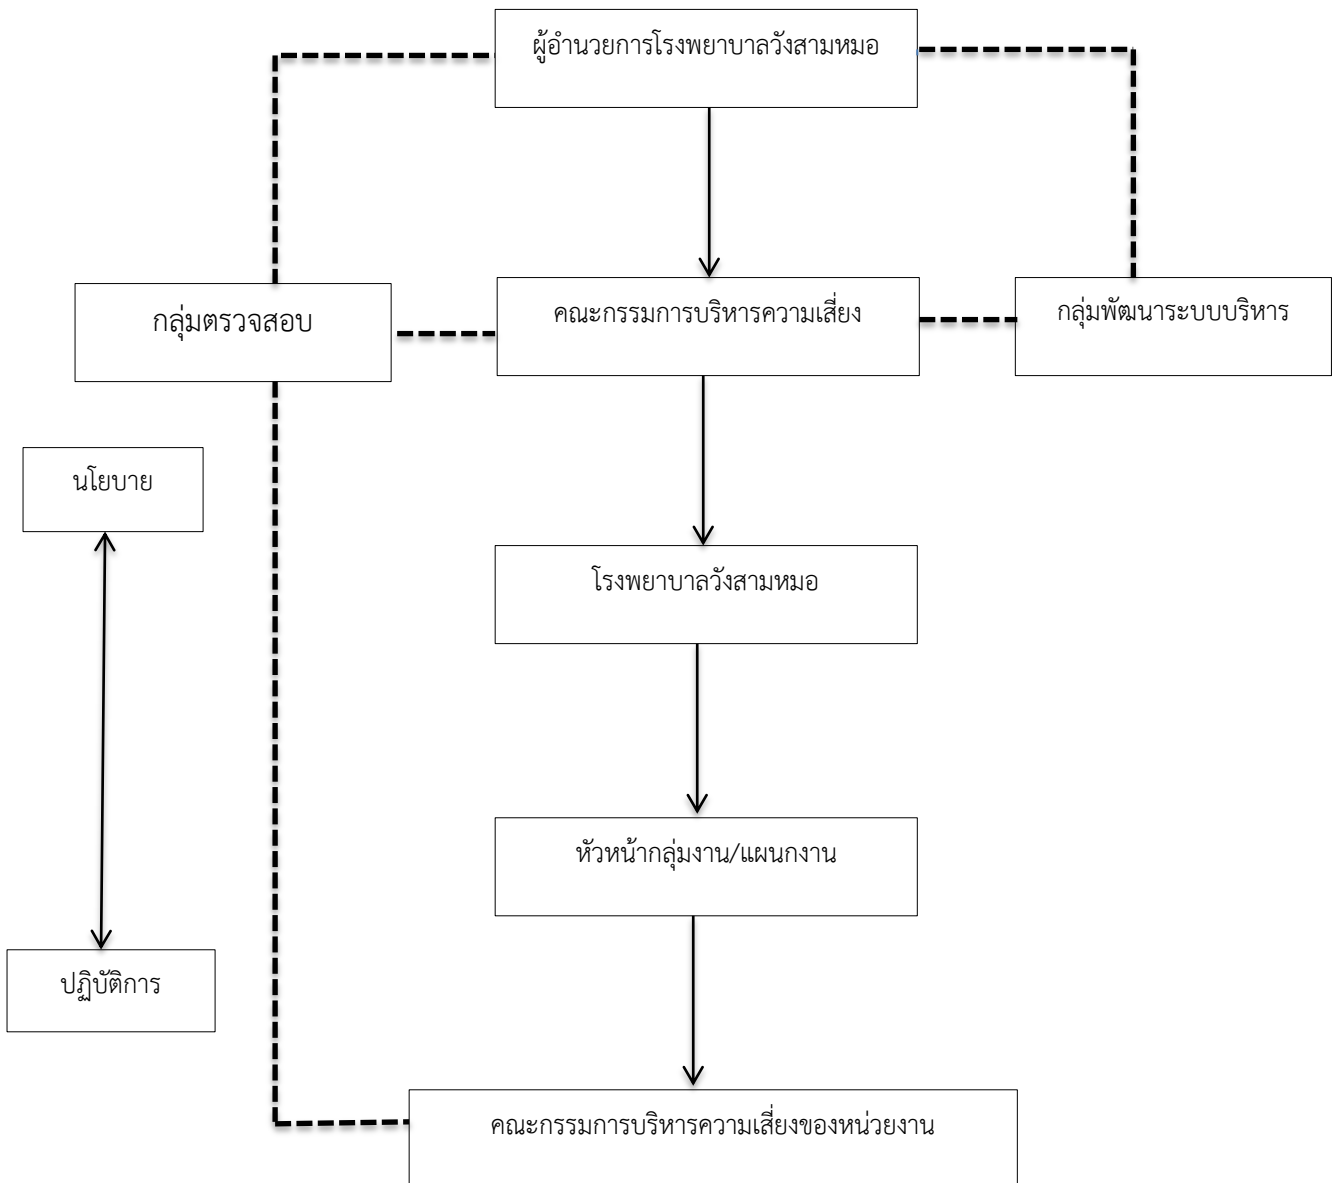 ผู้อำนวยการโรงพยาบาลวังสามหมอ
กลุ่มตรวจสอบ
คณะกรรมการบริหารความเสี่ยง
กลุ่มพัฒนาระบบบริหาร
นโยบาย
โรงพยาบาลวังสามหมอ
หัวหน้ากลุ่มงาน/แผนกงาน
ปฏิบัติการ
คณะกรรมการบริหารความเสี่ยงของหน่วยงาน